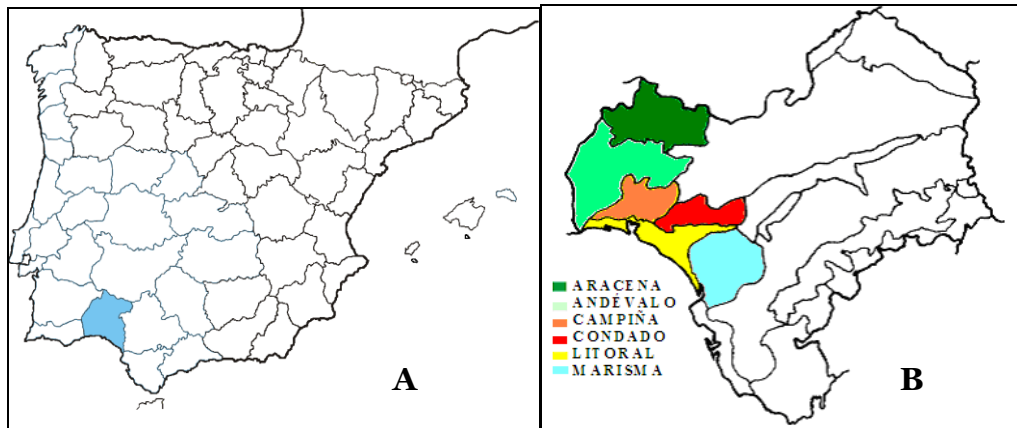 A
ARACENA
ANDÉVALO
CAMPIÑA
CONDADO
LITORAL
MARISMA
B